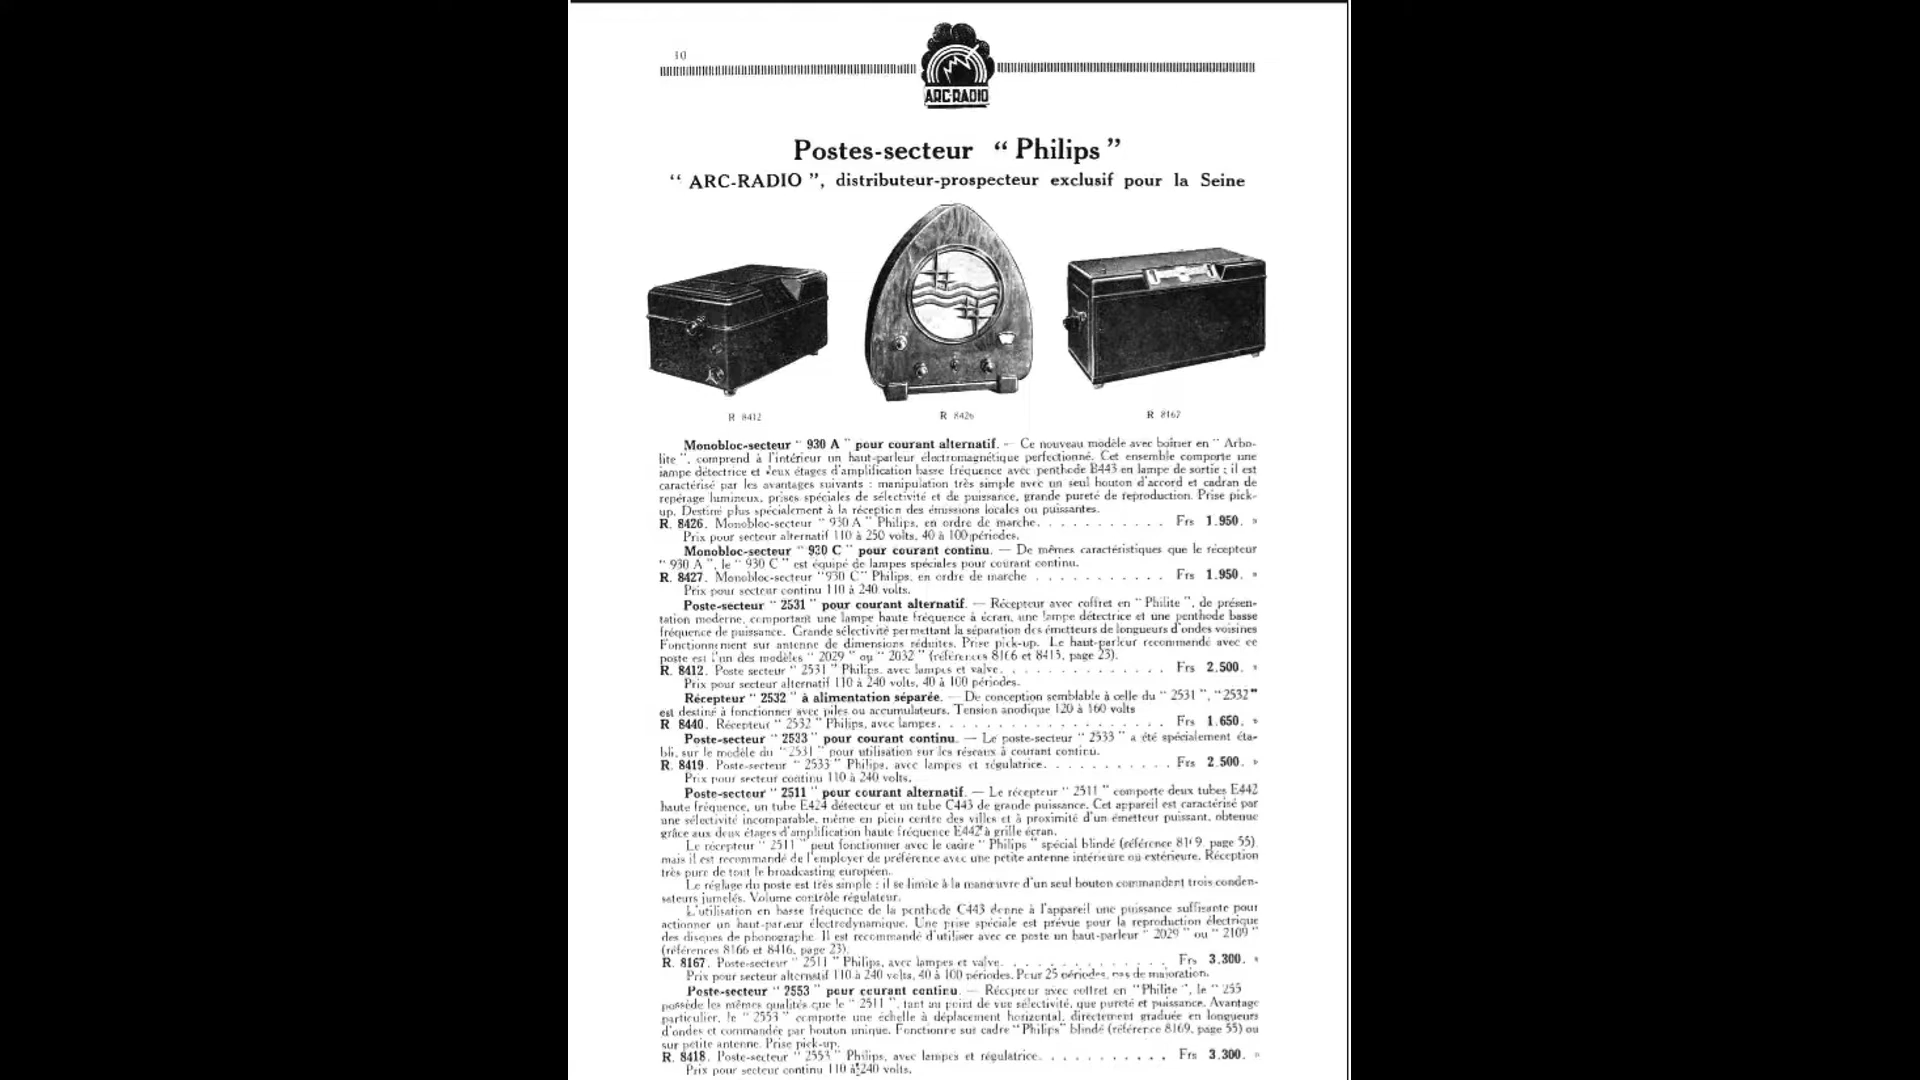 10
ARC-RADIO
Postes-secteur “ Philips ”
“ ARC-RADIO ”, distributeur-prospecteur exclusif pour la Seine
R 8412 R 8426 R 8167
Monobloc-secteur “ 930 A ” pour courant alternatif. — Ce nouveau modèle avec boîtier en “ Arbo-
lite ”, comprend à l'intérieur un haut-parleur électromagnétique perfectionné. Cet ensemble comporte une
lampe détectrice et deux étages d'amplification basse fréquence avec penthode B443 en lampe de sortie ; il est
caractérisé par les avantages suivants : manipulation très simple avec un seul bouton d'accord et cadran de
repérage lumineux, prises spéciales de sélectivité et de puissance, grande pureté de reproduction. Prise pick-
up. Destiné plus spécialement à la réception des émissions locales ou puissantes.
R. 8426. Monobloc-secteur “ 930 A ” Philips, en ordre de marche. . . . . . . . . . . . Frs 1.950. »
Prix pour secteur alternatif 110 à 250 volts, 40 à 100 périodes.
Monobloc-secteur “ 930 C ” pour courant continu. — De mêmes caractéristiques que le récepteur
“ 930 A ”, le “ 930 C ” est équipé de lampes spéciales pour courant continu.
R. 8427. Monobloc-secteur “930 C” Philips, en ordre de marche . . . . . . . . . . . Frs 1.950. »
Prix pour secteur continu 110 à 240 volts.
Poste-secteur “ 2531 ” pour courant alternatif. — Récepteur avec coffret en “ Philite ”, de présen-
tation moderne, comportant une lampe haute fréquence à écran, une lampe détectrice et une penthode basse
fréquence de puissance. Grande sélectivité permettant la séparation des émetteurs de longueurs d'ondes voisines
Fonctionnement sur antenne de dimensions réduites. Prise pick-up. Le haut-parleur recommandé avec ce
poste est l'un des modèles “ 2029 ” ou “ 2032 ” (références 8166 et 8415, page 23).
R. 8412. Poste secteur “ 2531 ” Philips, avec lampes et valve. . . . . . . . . . . . . . . Frs 2.500. »
Prix pour secteur alternatif 110 à 240 volts, 40 à 100 périodes.
Récepteur “ 2532 ” à alimentation séparée. — De conception semblable à celle du “ 2531 ”, “2532”
est destiné à fonctionner avec piles ou accumulateurs. Tension anodique 120 à 160 volts
R 8440. Récepteur “ 2532 ” Philips, avec lampes. . . . . . . . . . . . . . . . . . . . Frs 1.650. »
Poste-secteur “ 2533 ” pour courant continu. — Le poste-secteur “ 2533 ” a été spécialement éta-
bli, sur le modèle du “2531 ” pour utilisation sur les réseaux à courant continu.
R. 8419. Poste-secteur “ 2533 ” Philips, avec lampes et régulatrice. . . . . . . . . . . Frs 2.500. »
Prix pour secteur continu 110 à 240 volts.
Poste-secteur “ 2511 ” pour courant alternatif. — Le récepteur “ 2511 ” comporte deux tubes E442
haute fréquence, un tube E424 détecteur et un tube C443 de grande puissance. Cet appareil est caractérisé par
une sélectivité incomparable, même en plein centre des villes et à proximité d'un émetteur puissant, obtenue
grâce aux deux étages d'amplification haute fréquence E442 à grille écran.
Le récepteur “ 2511 ” peut fonctionner avec le cadre “ Philips ” spécial blindé (référence 8169, page 55),
mais il est recommandé de l'employer de préférence avec une petite antenne intérieure ou extérieure. Réception
très pure de tout le broadcasting européen.
Le réglage du poste est très simple : il se limite à la manœuvre d'un seul bouton commandant trois conden-
sateurs jumelés. Volume contrôle régulateur.
L'utilisation en basse fréquence de la penthode C443 donne à l'appareil une puissance suffisante pour
actionner un haut-parleur électrodynamique. Une prise spéciale est prévue pour la reproduction électrique
des disques de phonographe. Il est recommandé d'utiliser avec ce poste un haut-parleur “ 2029 ” ou “ 2109 ”
(références 8166 et 8416, page 23).
R. 8167. Poste-secteur “ 2511 ” Philips, avec lampes et valve. . . . . . . . . . . . . . . Frs 3.300. »
Prix pour secteur alternatif 110 à 240 volts, 40 à 100 périodes. Pour 25 périodes, pas de majoration.
Poste-secteur “ 2553 ” pour courant continu. — Récepteur avec coffret en “Philite ”, le “ 255
possède les mêmes qualités que le “ 2511 ”, tant au point de vue sélectivité, que pureté et puissance. Avantage
particulier, le “ 2553 ” comporte une échelle à déplacement horizontal, directement graduée en longueurs
d'ondes et commandée par bouton unique. Fonctionne sur cadre “ Philips” blindé (référence 8169, page 55) ou
sur petite antenne. Prise pick-up.
R. 8418. Poste-secteur “ 2553 ” Philips, avec lampes et régulatrice. . . . . . . . . . . Frs 3.300. »
Prix pour secteur continu 110 à 240 volts.